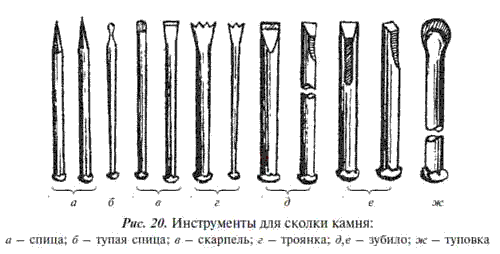 а б в г д е ж
Рис. 20. Инструменты для сколки камня:
а – спица; б – тупая спица; в – скарпель; г – троянка; д,е – зубило; ж – туповка